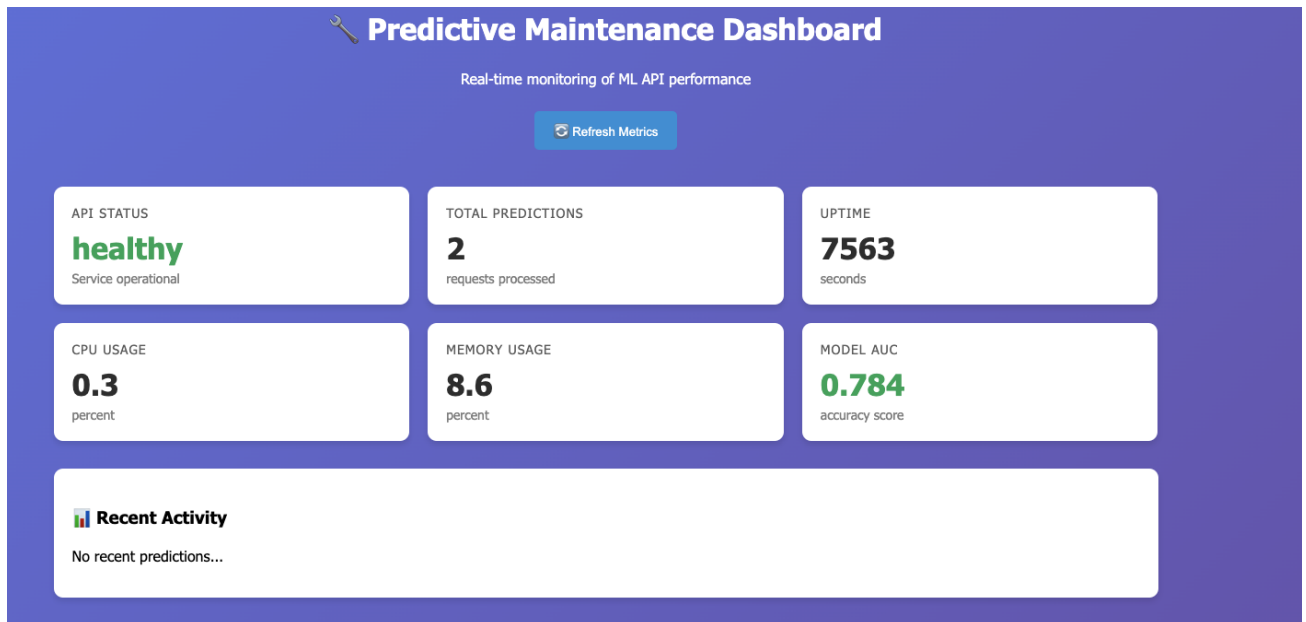 🔧 Predictive Maintenance Dashboard
Real-time monitoring of ML API performance
🔄 Refresh Metrics
API STATUS
healthy
Service operational
TOTAL PREDICTIONS
2
requests processed
UPTIME
7563
seconds
CPU USAGE
0.3
percent
MEMORY USAGE
8.6
percent
MODEL AUC
0.784
accuracy score
📊 Recent Activity
No recent predictions...